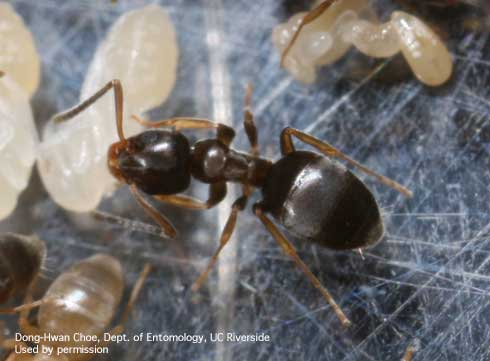 Dong-Hwan Choe, Dept. of Entomology, UC Riverside
Used by permission